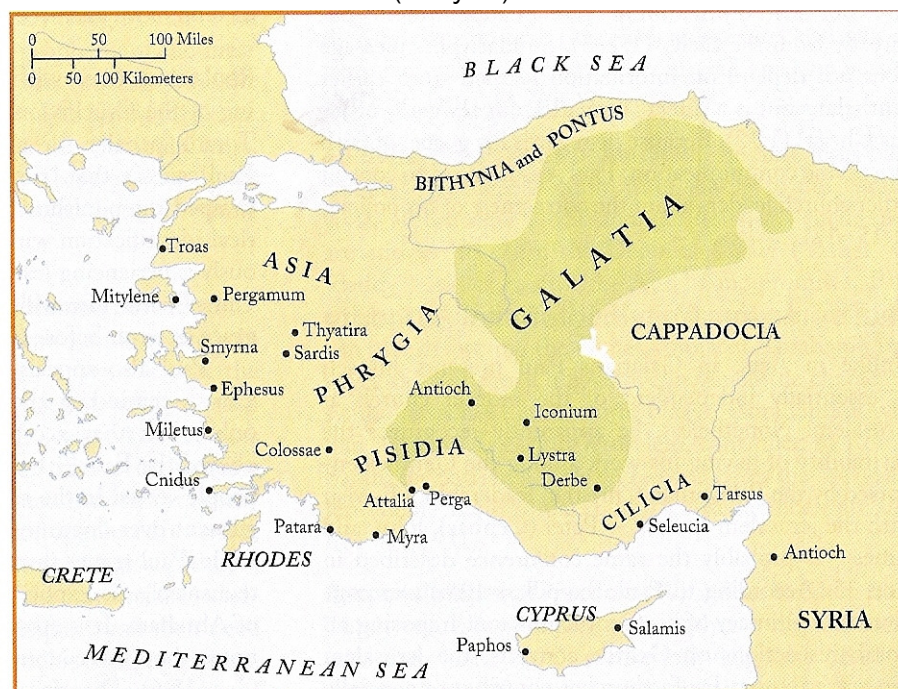 0 50 100 Miles
0 50 100 Kilometers
BLACK SEA
BITHYNIA and PONTUS
GALATIA
ASIA
Troas
Mitylene
Pergamum
PHRYGIA
CAPPADOCIA
Thyatira
Smyrna
Sardis
Ephesus
Antioch
Iconium
Miletus
Colossae
PISIDIA
Lystra
Cnidus
Attalia
Perga
Derbe
CILICIA
Tarsus
Seleucia
Patara
Myra
RHODES
Antioch
CRETE
CYPRUS
Salamis
SYRIA
Paphos
MEDITERRANEAN SEA